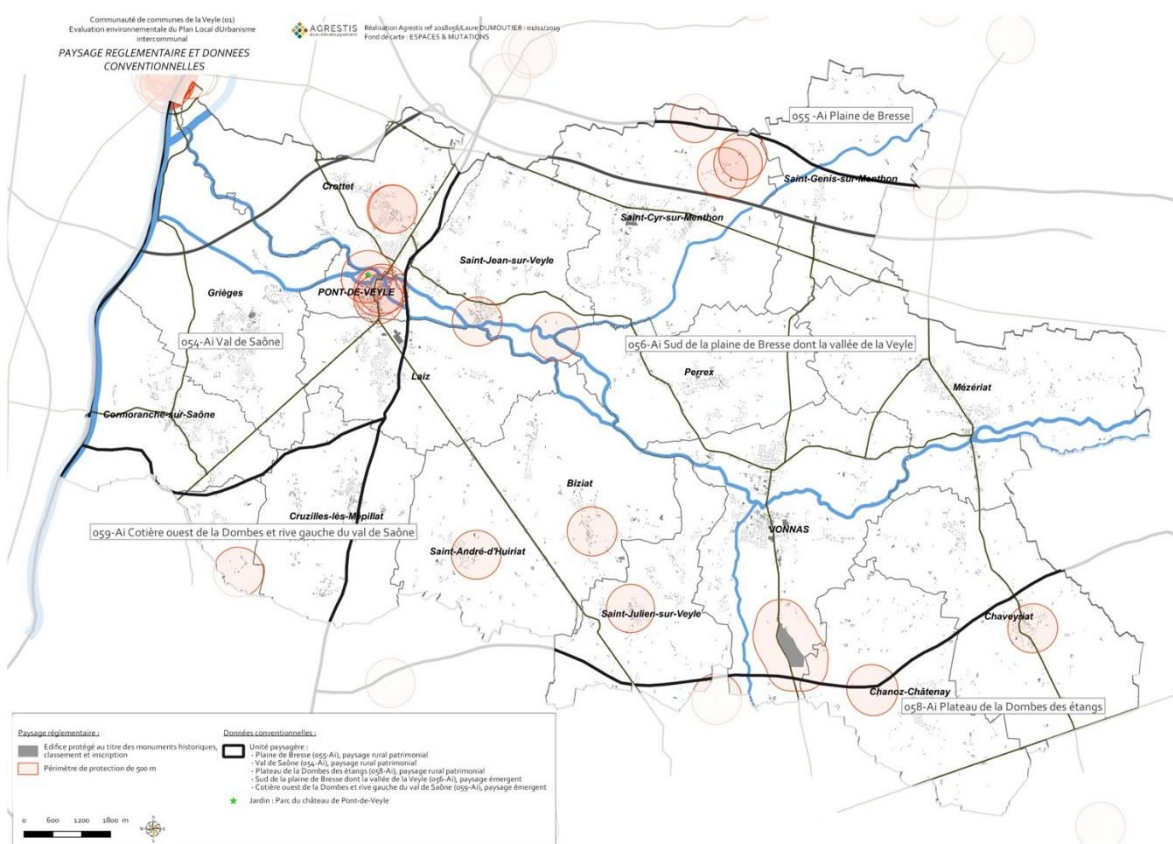 Communauté de communes de la Veyle (01)
Evaluation environnementale du Plan Local dUrbanisme
intercommunal
PAYSAGE REGLEMENTAIRE ET DONNEES
CONVENTIONNELLES
AGRESTIS
Réalisation Agrestis ref 2018056/Laure DUMOUTIER : 01/02/2019
Fond de carte : ESPACES & MUTATIONS
055 -Ai Plaine de Bresse
Saint-Genis-sur-Menthon
Crottet
Saint-Cyr-sur-Menthon
Saint-Jean-sur-Veyle
Grièges
PONT-DE-VEYLE
054-Ai Val de Saône
056-Ai Sud de la plaine de Bresse dont la vallée de la Veyle
Laiz
Perrex
Mézériat
Cormoranche-sur-Saône
Biziat
Cruzilles-lès-Mépillat
VONNAS
059-Ai Cotière ouest de la Dombes et rive gauche du val de Saône
Saint-André-d'Huiriat
Saint-Julien-sur-Veyle
Chaveyriat
Chanoz-Châtenay
058-Ai Plateau de la Dombes des étangs
Paysage réglementaire :
Edifice protégé au titre des monuments historiques,
classement et inscription
Périmètre de protection de 500 m
Données conventionnelles :
Unité paysagère :
- Plaine de Bresse (055-Ai), paysage rural patrimonial
- Val de Saône (054-Ai), paysage rural patrimonial
- Plateau de la Dombes des étangs (058-Ai), paysage rural patrimonial
- Sud de la plaine de Bresse dont la vallée de la Veyle (056-Ai), paysage émergent
- Cotière ouest de la Dombes et rive gauche du val de Saône (059-Ai), paysage émergent
Jardin : Parc du château de Pont-de-Veyle
0 600 1200 1800 m